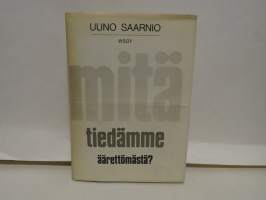 UUNO SAARNIO
WSOY
mitä
tiedämme
äärettömästä?